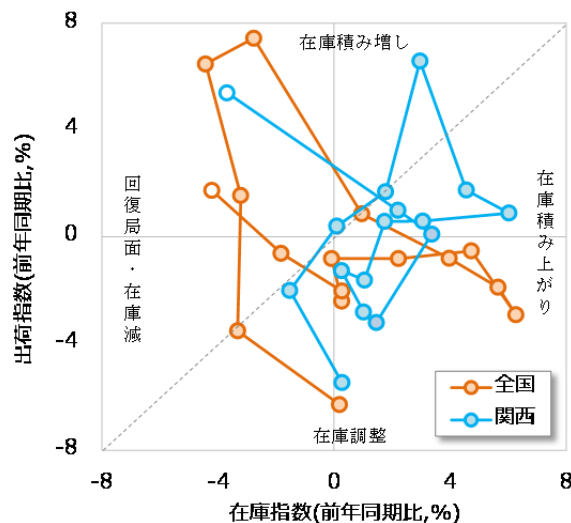 出荷指数(前年同期比,%)
8
4
0
-4
-8
在庫積み増し
回復局面・在庫減
在庫積み上がり
在庫調整
全国
関西
-8
-4
0
4
8
在庫指数(前年同期比,%)